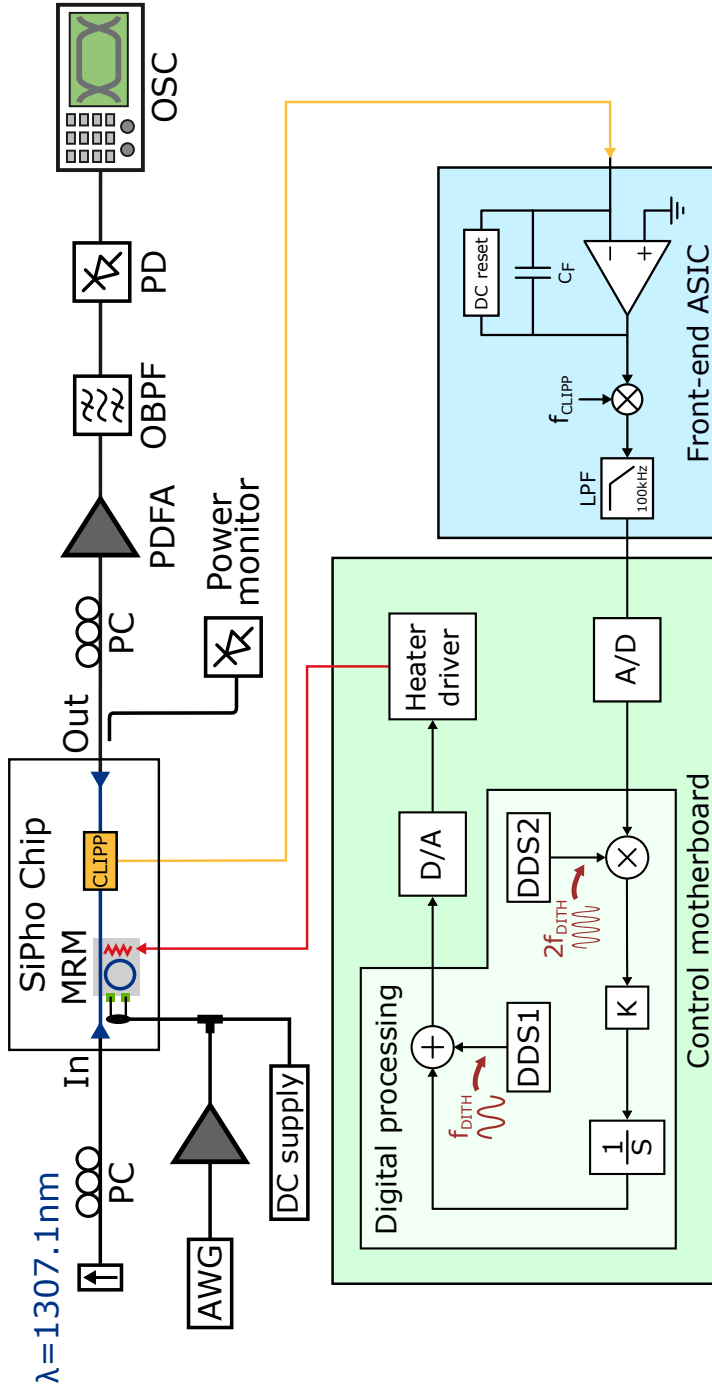 λ=1307.1nm
PC
In
SiPho Chip
MRM
CLIPP
Out
PC
PDFA
OBPF
PD
OSC
Power
monitor
AWG
DC supply
Digital processing
f_DITH
DDS1
+
D/A
Heater
driver
2f_DITH
DDS2
×
K
1
S
A/D
Control motherboard
LPF
100kHz
f_CLIPP
DC reset
C_F
−
+
Front-end ASIC